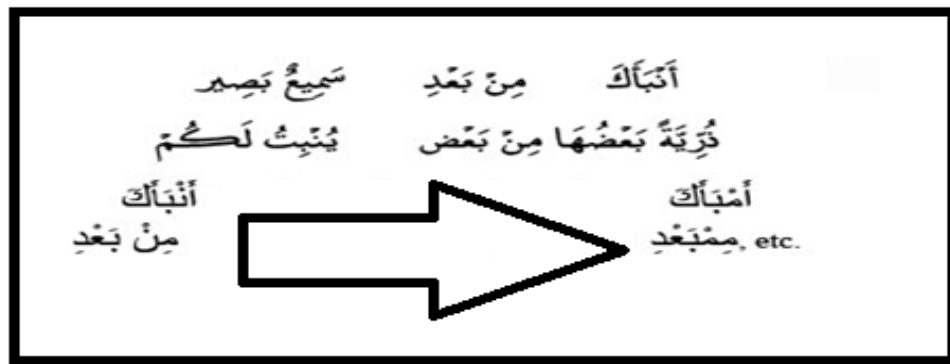 أَنْبَأَكَ مِنْ بَعْدِ سَمِيعٌ بَصِير
ذُرِّيَّةً بَعْضُهَا مِنْ بَعْض يُنْبِتُ لَكُمْ
أَنْبَأَكَ أَمْبَأَكَ
مِنْ بَعْدِ مِمْبَعْدِ, etc.